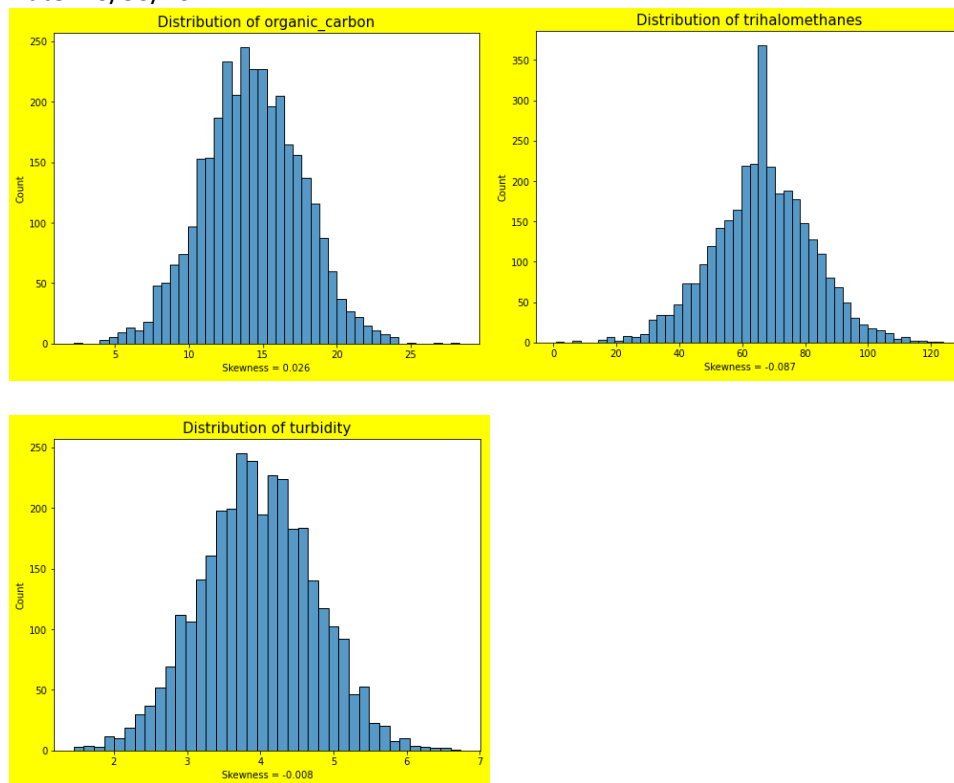 Distribution of organic_carbon
250
200
150
100
50
0
Count
5 10 15 20 25
Skewness = 0.026
Distribution of trihalomethanes
350
300
250
200
150
100
50
0
Count
0 20 40 60 80 100 120
Skewness = -0.087
Distribution of turbidity
250
200
150
100
50
0
Count
2 3 4 5 6 7
Skewness = -0.008